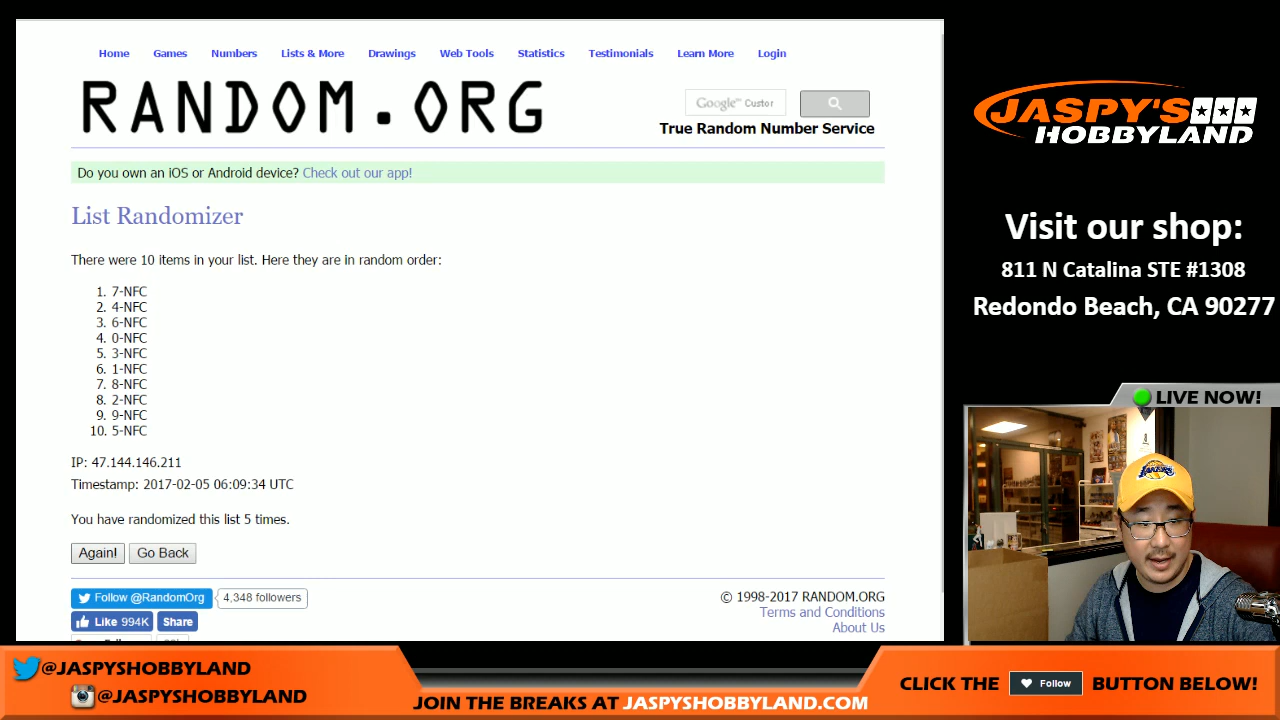 Home Games Numbers Lists & More Drawings Web Tools Statistics Testimonials Learn More Login
RANDOM.ORG
Google™ Custor
True Random Number Service
Do you own an iOS or Android device? Check out our app!
List Randomizer
There were 10 items in your list. Here they are in random order:
1. 7-NFC
2. 4-NFC
3. 6-NFC
4. 0-NFC
5. 3-NFC
6. 1-NFC
7. 8-NFC
8. 2-NFC
9. 9-NFC
10. 5-NFC
IP: 47.144.146.211
Timestamp: 2017-02-05 06:09:34 UTC
You have randomized this list 5 times.
Again! Go Back
Follow @RandomOrg 4,348 followers
Like 994K Share
© 1998-2017 RANDOM.ORG
Terms and Conditions
About Us
JASPY'S
HOBBYLAND
Visit our shop:
811 N Catalina STE #1308
Redondo Beach, CA 90277
LIVE NOW!
LAKERS
@JASPYSHOBBYLAND
@JASPYSHOBBYLAND
JOIN THE BREAKS AT JASPYSHOBBYLAND.COM
CLICK THE Follow BUTTON BELOW!